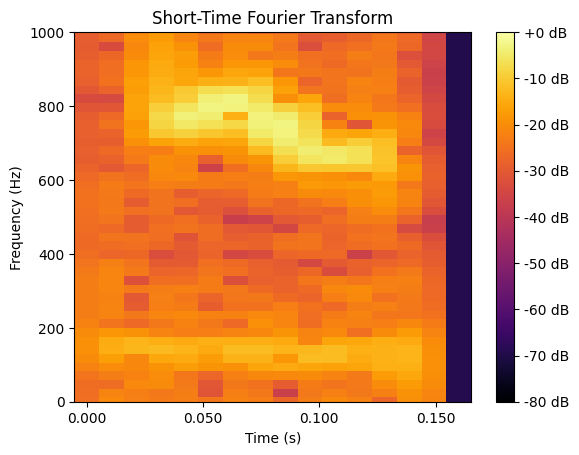 Short-Time Fourier Transform
1000
800
600
400
200
0
Frequency (Hz)
0.000
0.050
0.100
0.150
Time (s)
+0 dB
-10 dB
-20 dB
-30 dB
-40 dB
-50 dB
-60 dB
-70 dB
-80 dB